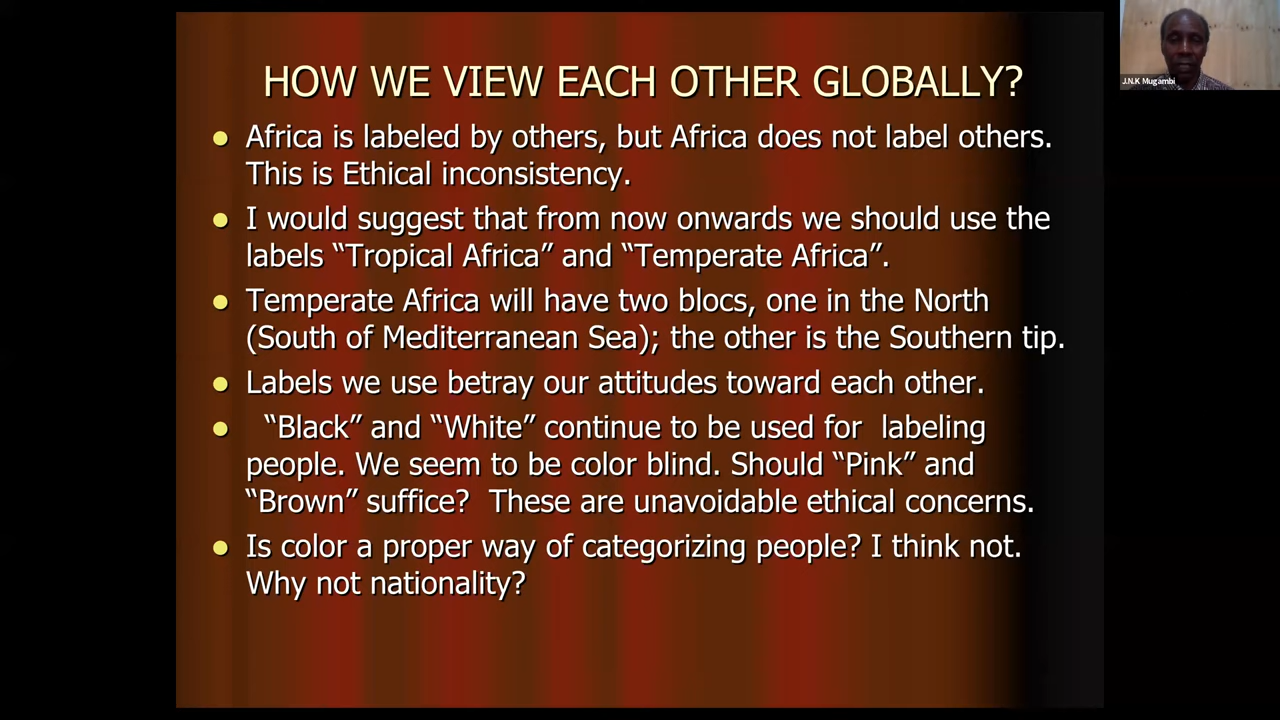 HOW WE VIEW EACH OTHER GLOBALLY?
● Africa is labeled by others, but Africa does not label others.
This is Ethical inconsistency.
● I would suggest that from now onwards we should use the
labels “Tropical Africa” and “Temperate Africa”.
● Temperate Africa will have two blocs, one in the North
(South of Mediterranean Sea); the other is the Southern tip.
● Labels we use betray our attitudes toward each other.
● “Black” and “White” continue to be used for labeling
people. We seem to be color blind. Should “Pink” and
“Brown” suffice? These are unavoidable ethical concerns.
● Is color a proper way of categorizing people? I think not.
Why not nationality?
J.N.K Mugambi